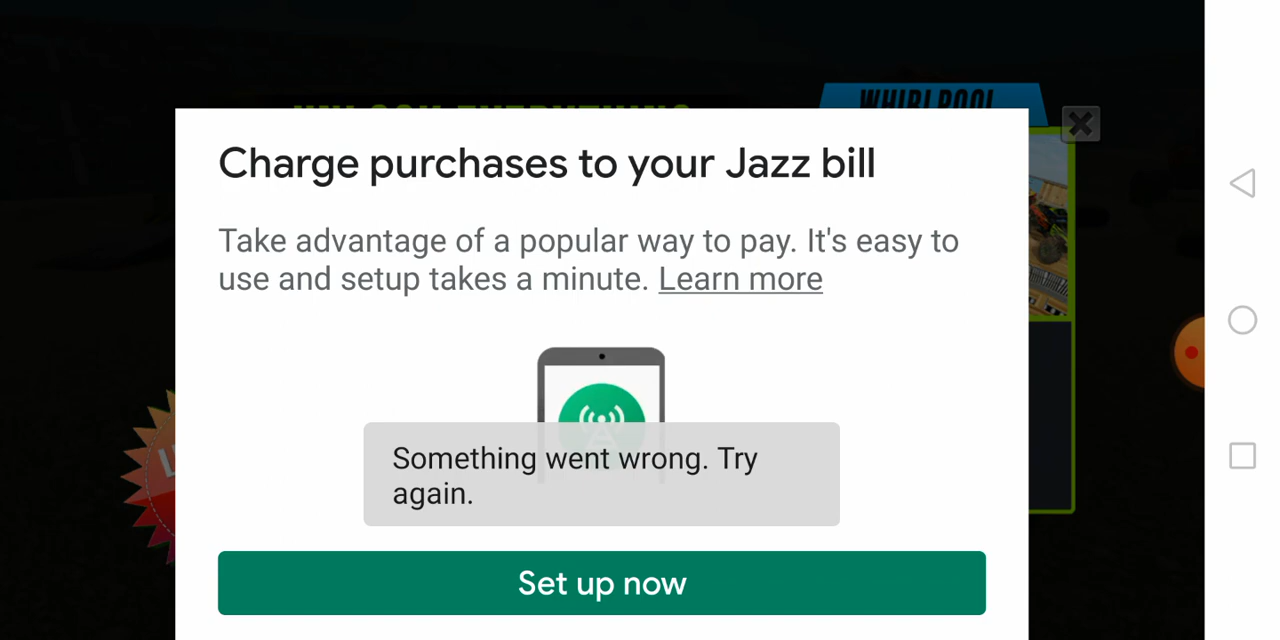 WHIRLPOOL
Charge purchases to your Jazz bill
Take advantage of a popular way to pay. It's easy to
use and setup takes a minute. Learn more
Something went wrong. Try
again.
Set up now